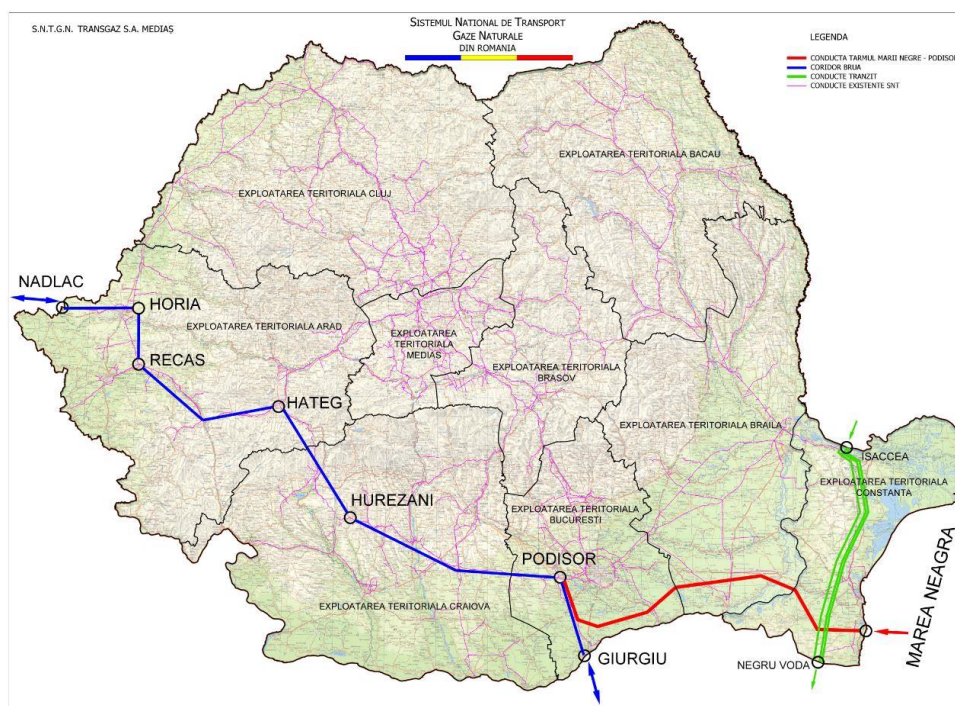 S.N.T.G.N. TRANSGAZ S.A. MEDIAȘ
SISTEMUL NATIONAL DE TRANSPORT
GAZE NATURALE
DIN ROMANIA
LEGENDA
CONDUCTA TARMUL MARII NEGRE - PODISOR
CORIDOR BRUA
CONDUCTE TRANZIT
CONDUCTE EXISTENTE SNT
EXPLOATAREA TERITORIALA BACAU
EXPLOATAREA TERITORIALA CLUJ
NADLAC
HORIA
EXPLOATAREA TERITORIALA ARAD
EXPLOATAREA
TERITORIALA
MEDIAS
RECAS
EXPLOATAREA TERITORIALA
BRASOV
HATEG
EXPLOATAREA TERITORIALA BRAILA
ISACCEA
EXPLOATAREA TERITORIALA
CONSTANTA
HUREZANI
EXPLOATAREA TERITORIALA
BUCURESTI
PODISOR
EXPLOATAREA TERITORIALA CRAIOVA
MAREA NEAGRA
GIURGIU
NEGRU VODA